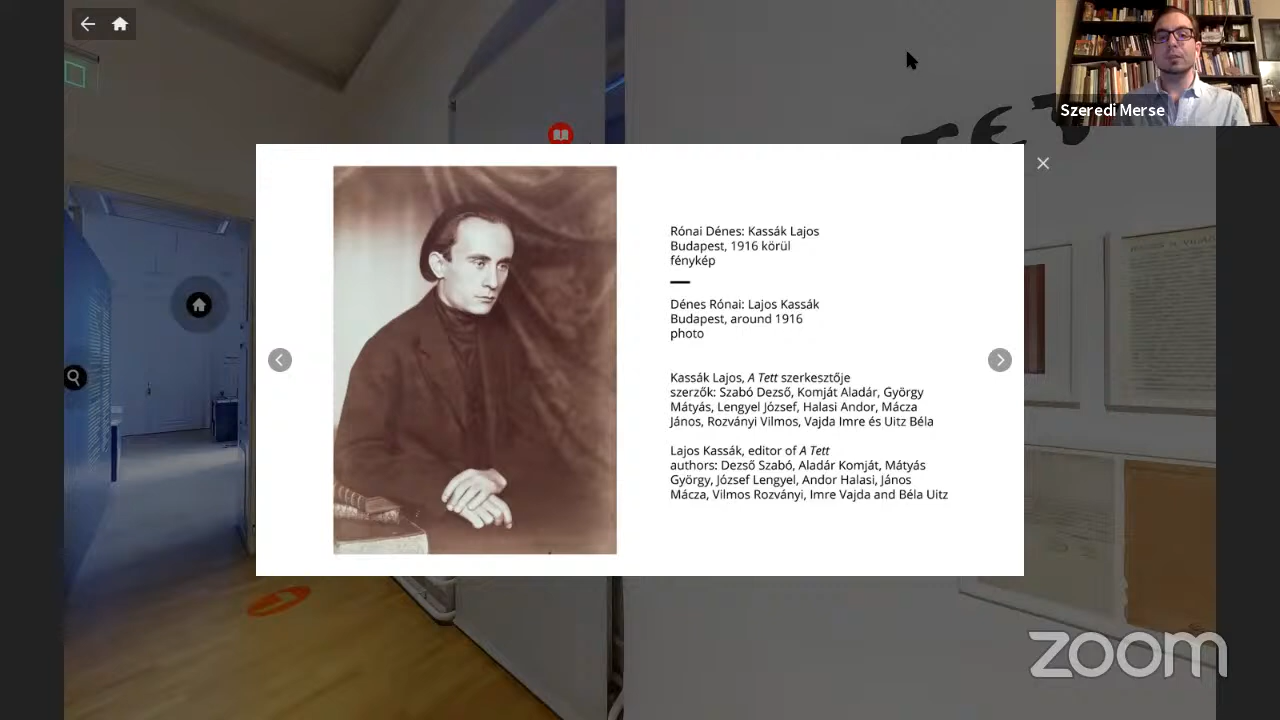 Szeredi Merse
TET
Rónai Dénes: Kassák Lajos
Budapest, 1916 körül
fénykép
Dénes Rónai: Lajos Kassák
Budapest, around 1916
photo
Kassák Lajos, A Tett szerkesztője
szerzők: Szabó Dezső, Komját Aladár, György
Mátyás, Lengyel József, Halasi Andor, Mácza
János, Rozványi Vilmos, Vajda Imre és Uitz Béla
Lajos Kassák, editor of A Tett
authors: Dezső Szabó, Aladár Komját, Mátyás
György, József Lengyel, Andor Halasi, János
Mácza, Vilmos Rozványi, Imre Vajda and Béla Uitz
zoom